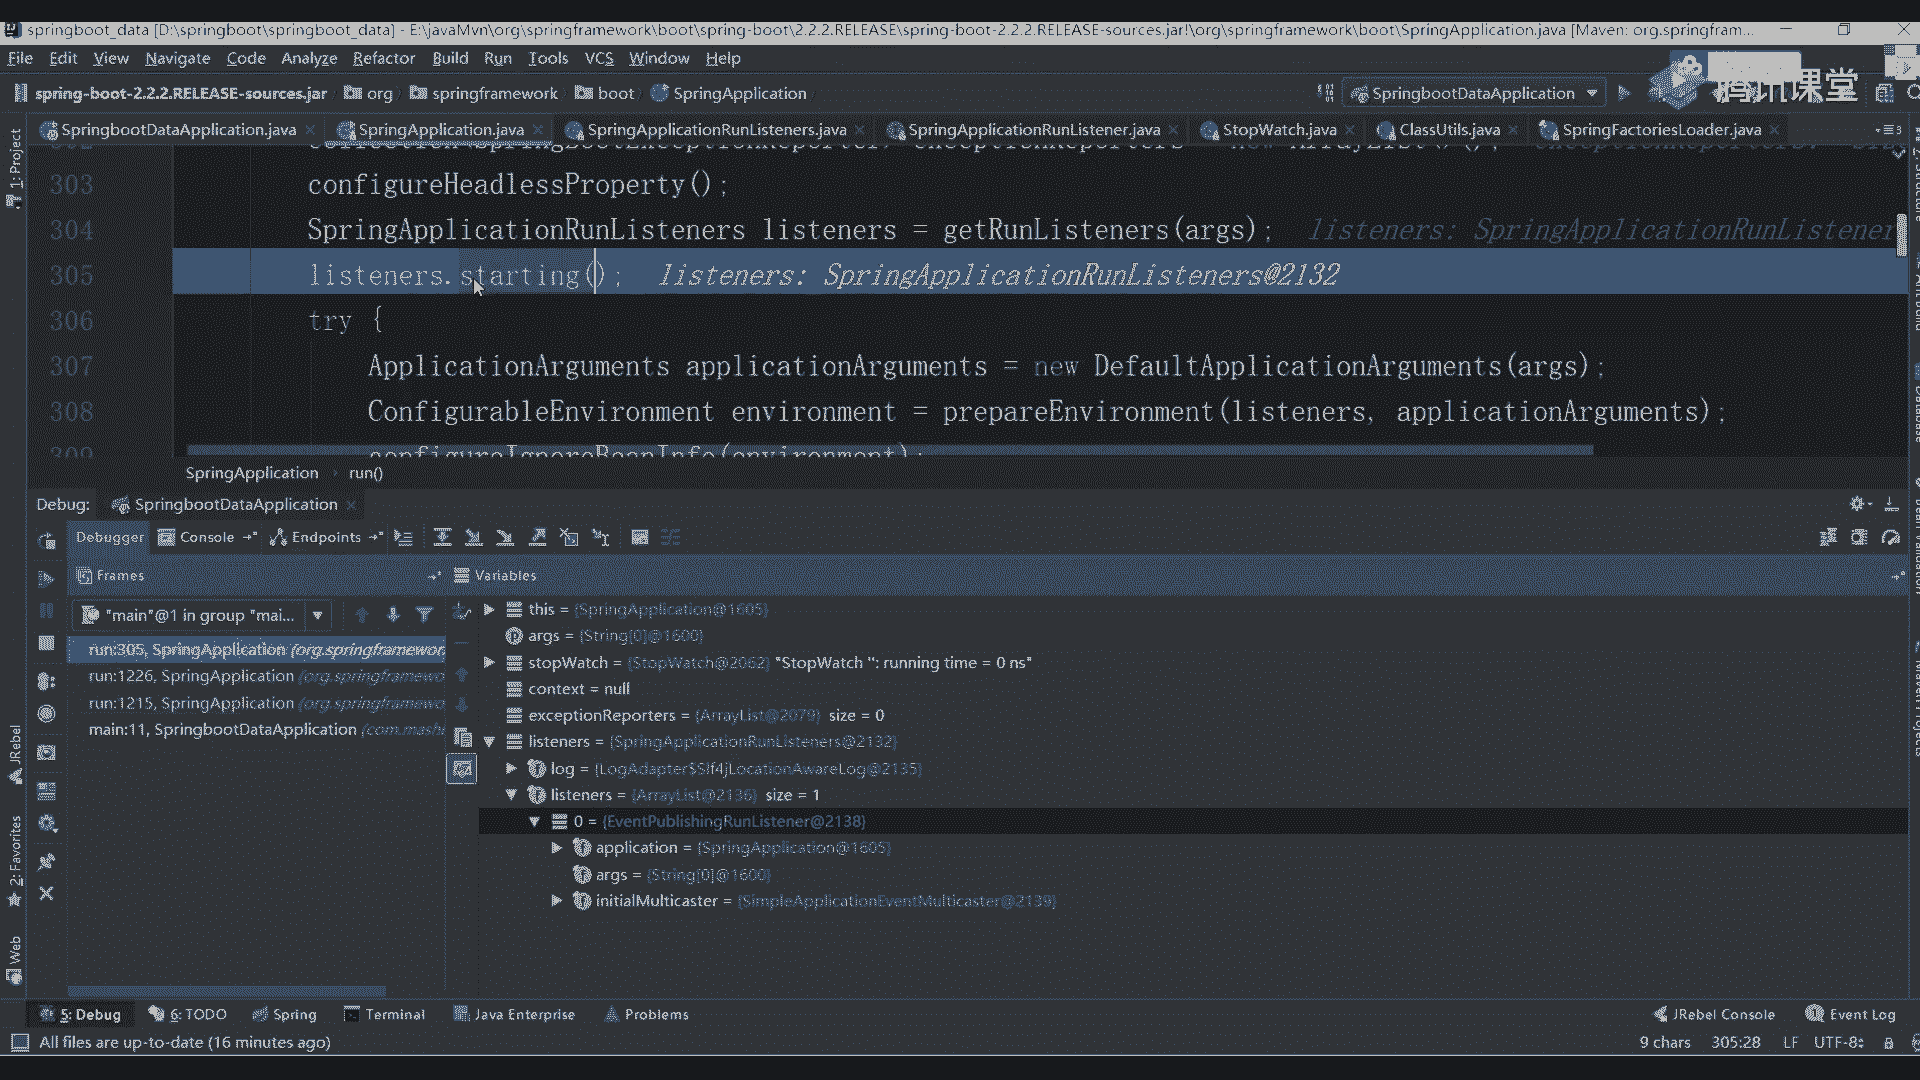 springboot_data [D:\springboot\springboot_data] - E:\javaMvn\org\springframework\boot\spring-boot\2.2.2.RELEASE\spring-boot-2.2.2.RELEASE-sources.jar!\org\springframework\boot\SpringApplication.java [Maven: org.springfram...
File Edit View Navigate Code Analyze Refactor Build Run Tools VCS Window Help
腾讯课堂
spring-boot-2.2.2.RELEASE-sources.jar org springframework boot SpringApplication SpringbootDataApplication
SpringbootDataApplication.java SpringApplication.java SpringApplicationRunListeners.java SpringApplicationRunListener.java StopWatch.java ClassUtils.java SpringFactoriesLoader.java
1: Project
303 configureHeadlessProperty();
304 SpringApplicationRunListeners listeners = getRunListeners(args); listeners: SpringApplicationRunListener
305 listeners.starting(); listeners: SpringApplicationRunListeners@2132
306 try {
307 ApplicationArguments applicationArguments = new DefaultApplicationArguments(args);
308 ConfigurableEnvironment environment = prepareEnvironment(listeners, applicationArguments);
309 configureIgnoreBeanInfo(environment);
SpringApplication run()
Debug: SpringbootDataApplication
Debugger Console Endpoints
Frames Variables
"main"@1 in group "mai...
run:305, SpringApplication (org.springframewor
run:1226, SpringApplication (org.springframewo
run:1215, SpringApplication (org.springframewo
main:11, SpringbootDataApplication (com.mashi
this = {SpringApplication@1605}
args = {String[0]@1600}
stopWatch = {StopWatch@2062} "StopWatch '': running time = 0 ns"
context = null
exceptionReporters = {ArrayList@2079} size = 0
listeners = {SpringApplicationRunListeners@2132}
log = {LogAdapter$Slf4jLocationAwareLog@2135}
listeners = {ArrayList@2136} size = 1
0 = {EventPublishingRunListener@2138}
application = {SpringApplication@1605}
args = {String[0]@1600}
initialMulticaster = {SimpleApplicationEventMulticaster@2139}
JRebel
2: Favorites
Web
5: Debug 6: TODO Spring Terminal Java Enterprise Problems JRebel Console Event Log
All files are up-to-date (16 minutes ago) 9 chars 305:28 LF UTF-8